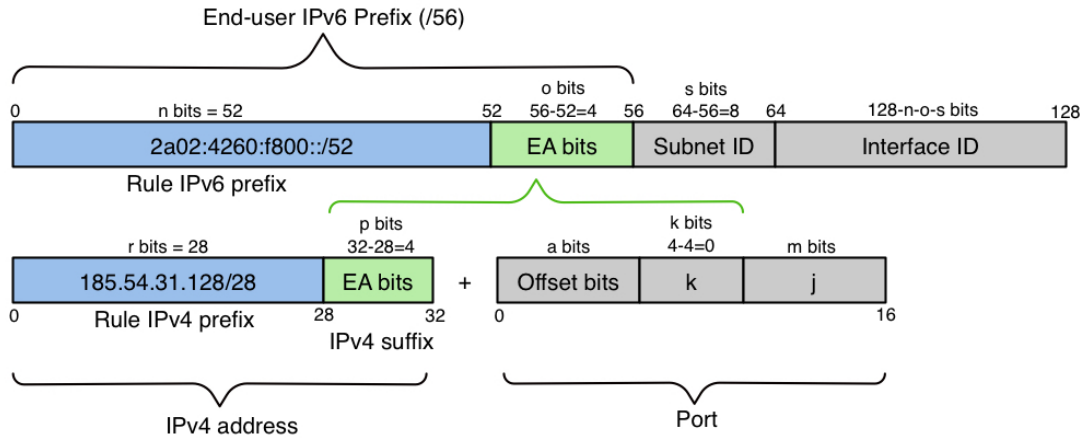 End-user IPv6 Prefix (/56)
o bits
s bits
0
n bits = 52
52
56-52=4
56
64-56=8
64
128-n-o-s bits
128
2a02:4260:f800::/52
EA bits
Subnet ID
Interface ID
Rule IPv6 prefix
p bits
k bits
r bits = 28
32-28=4
a bits
4-4=0
m bits
185.54.31.128/28
EA bits
+
Offset bits
k
j
0
Rule IPv4 prefix
28
32
0
16
IPv4 suffix
IPv4 address
Port